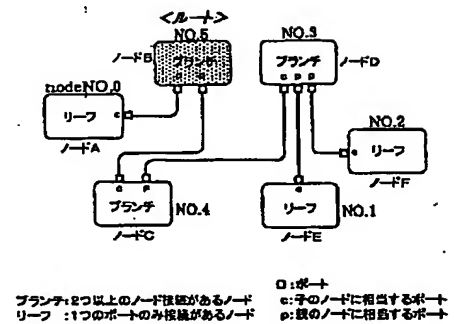 <ルート>
NO.5
NO.3
ノードB
ブランチ
ブランチ
ノードD
c p p
nodeNO.0
リーフ
c
ノードA
NO.2
c
リーフ
ノードF
c p
ブランチ
NO.4
ノードC
c
リーフ
NO.1
ノードE
□:ポート
ブランチ:2つ以上のノード接続があるノード
c:子のノードに相当するポート
リーフ :1つのポートのみ接続があるノード
p:親のノードに相当するポート